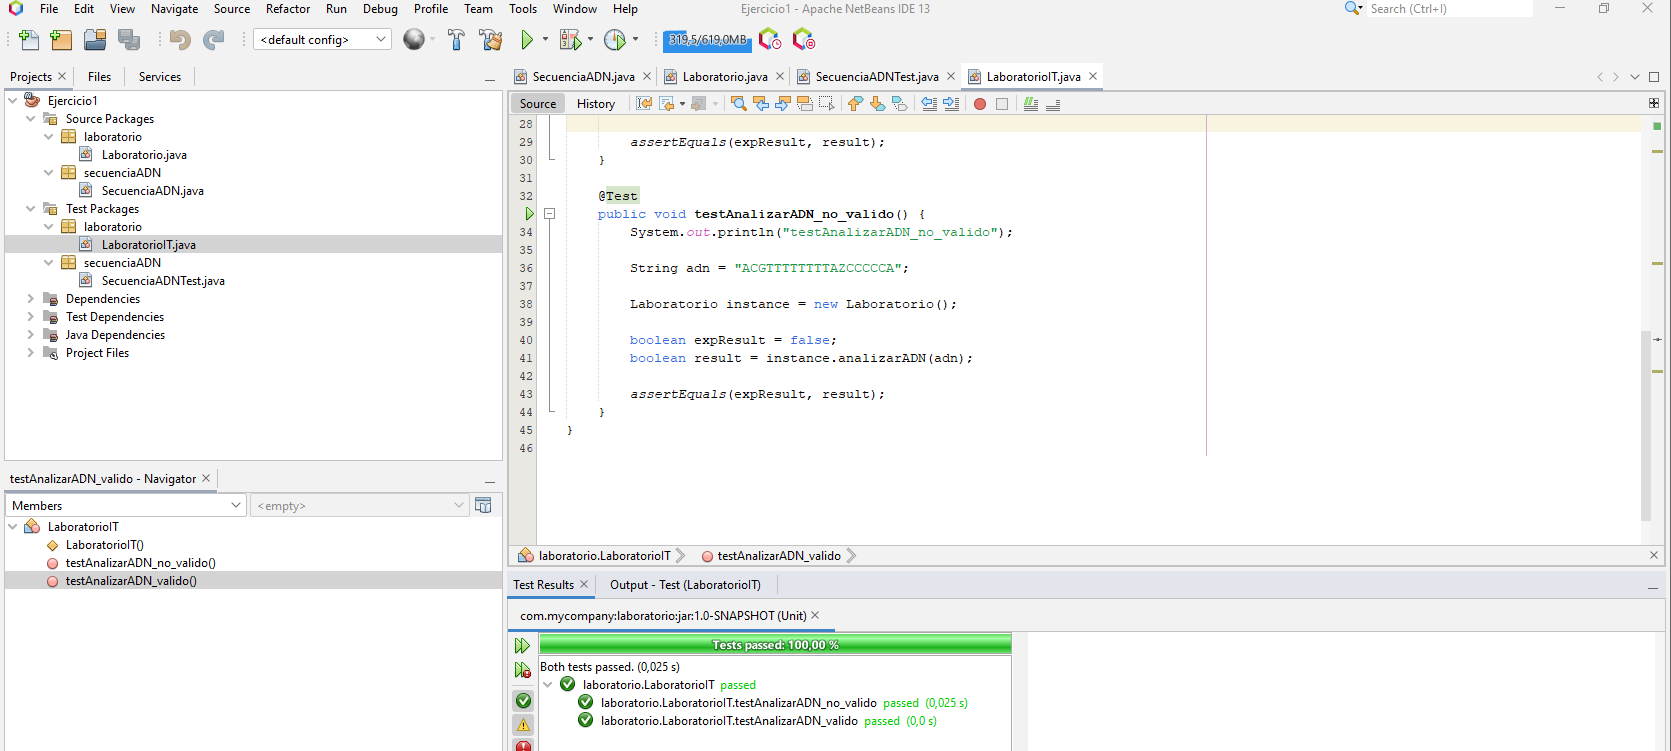 File Edit View Navigate Source Refactor Run Debug Profile Team Tools Window Help
Ejercicio1 - Apache NetBeans IDE 13
Search (Ctrl+I)
<default config>
319,5/619,0MB
Projects Files Services
Ejercicio1
Source Packages
laboratorio
Laboratorio.java
secuenciaADN
SecuenciaADN.java
Test Packages
laboratorio
LaboratorioIT.java
secuenciaADN
SecuenciaADNTest.java
Dependencies
Test Dependencies
Java Dependencies
Project Files
testAnalizarADN_valido - Navigator
Members
<empty>
LaboratorioIT
LaboratorioIT()
testAnalizarADN_no_valido()
testAnalizarADN_valido()
SecuenciaADN.java Laboratorio.java SecuenciaADNTest.java LaboratorioIT.java
Source History
28
29 assertEquals(expResult, result);
30 }
31
32 @Test
public void testAnalizarADN_no_valido() {
34 System.out.println("testAnalizarADN_no_valido");
35
36 String adn = "ACGTTTTTTTTAZCCCCCA";
37
38 Laboratorio instance = new Laboratorio();
39
40 boolean expResult = false;
41 boolean result = instance.analizarADN(adn);
42
43 assertEquals(expResult, result);
44 }
45 }
46
laboratorio.LaboratorioIT testAnalizarADN_valido
Test Results Output - Test (LaboratorioIT)
com.mycompany:laboratorio:jar:1.0-SNAPSHOT (Unit)
Tests passed: 100,00 %
Both tests passed. (0,025 s)
laboratorio.LaboratorioIT passed
laboratorio.LaboratorioIT.testAnalizarADN_no_valido passed (0,025 s)
laboratorio.LaboratorioIT.testAnalizarADN_valido passed (0,0 s)